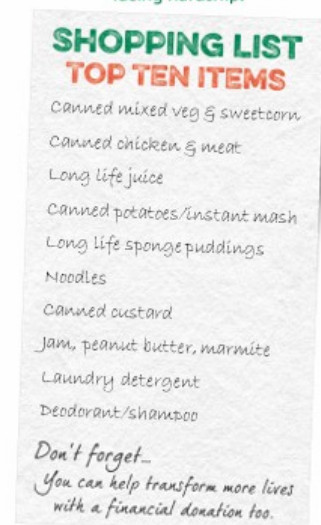 SHOPPING LIST
TOP TEN ITEMS
Canned mixed veg & sweetcorn
Canned chicken & meat
Long life juice
Canned potatoes/instant mash
Long life sponge puddings
Noodles
Canned custard
Jam, peanut butter, marmite
Laundry detergent
Deodorant/shampoo
Don't forget...
You can help transform more lives
with a financial donation too.